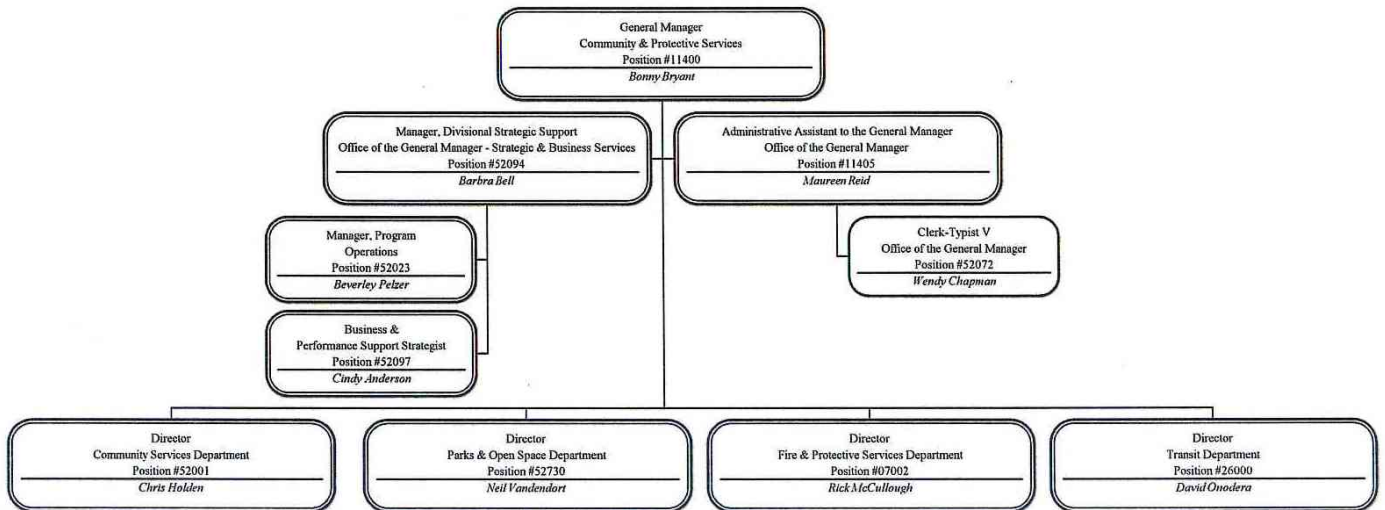 General Manager
Community & Protective Services
Position #11400
Bonny Bryant
Manager, Divisional Strategic Support
Office of the General Manager - Strategic & Business Services
Position #52094
Barbra Bell
Administrative Assistant to the General Manager
Office of the General Manager
Position #11405
Maureen Reid
Manager, Program
Operations
Position #52023
Beverley Pelzer
Clerk-Typist V
Office of the General Manager
Position #52072
Wendy Chapman
Business &
Performance Support Strategist
Position #52097
Cindy Anderson
Director
Community Services Department
Position #52001
Chris Holden
Director
Parks & Open Space Department
Position #52730
Neil Vandendort
Director
Fire & Protective Services Department
Position #07002
Rick McCullough
Director
Transit Department
Position #26000
David Onodera